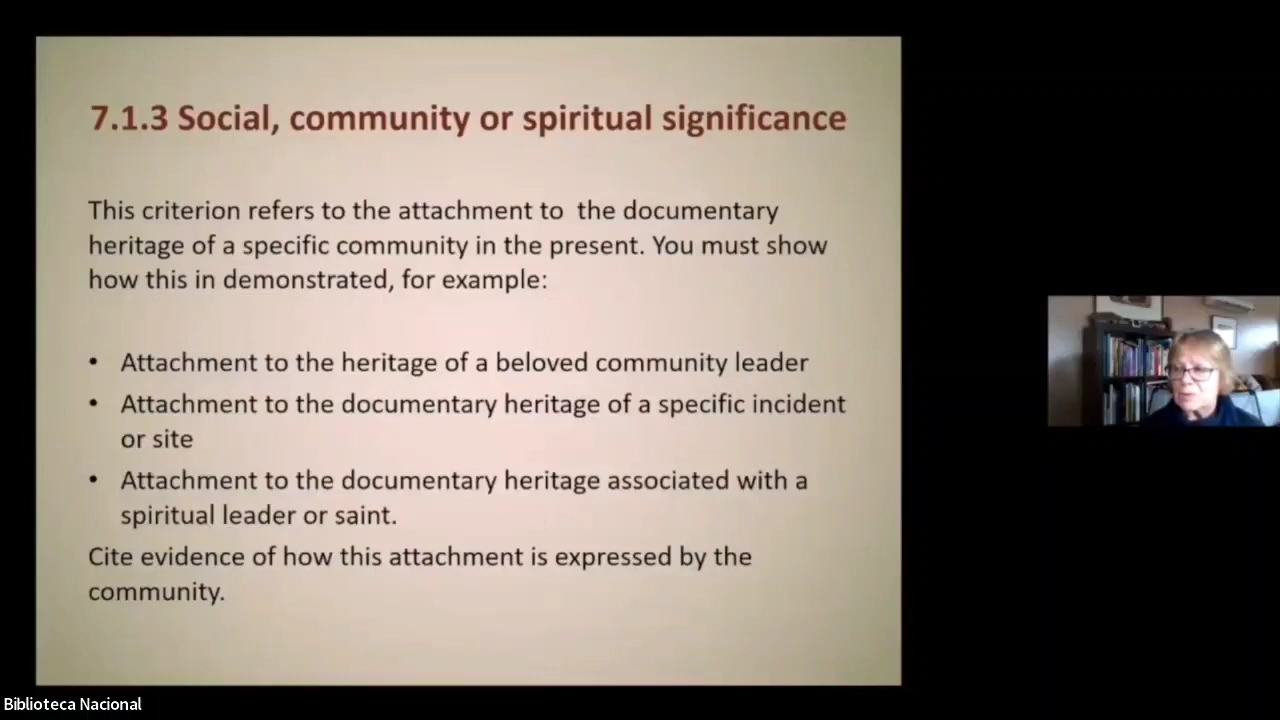 7.1.3 Social, community or spiritual significance
This criterion refers to the attachment to  the documentary
heritage of a specific community in the present. You must show
how this in demonstrated, for example:
• Attachment to the heritage of a beloved community leader
• Attachment to the documentary heritage of a specific incident
or site
• Attachment to the documentary heritage associated with a
spiritual leader or saint.
Cite evidence of how this attachment is expressed by the
community.
Biblioteca Nacional